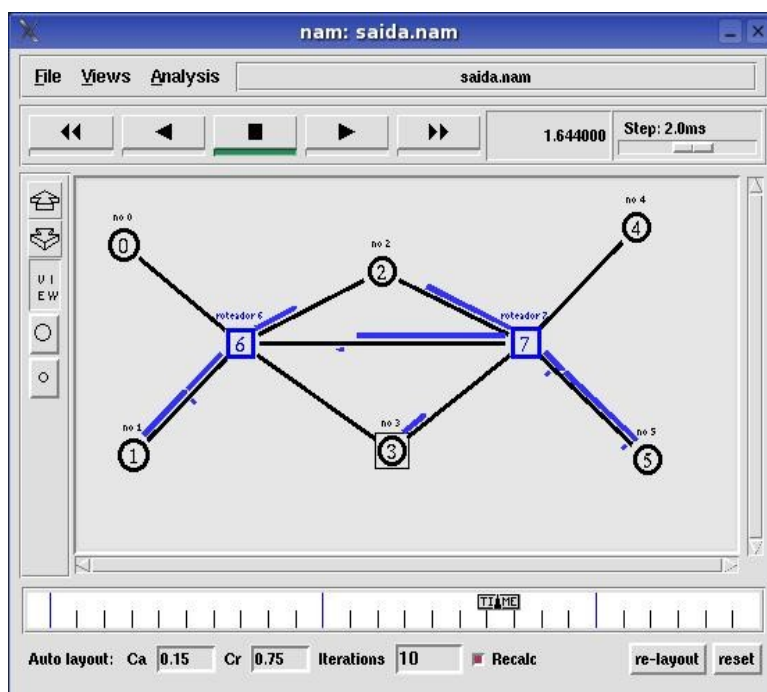 nam: saida.nam
File Views Analysis saida.nam
1.644000 Step: 2.0ms
VI
EW
no 0
0
no 2
2
no 4
4
roteador 6
6
roteador 7
7
no 1
1
no 3
3
no 5
5
TIME
Auto layout: Ca 0.15 Cr 0.75 Iterations 10 Recalc re-layout reset